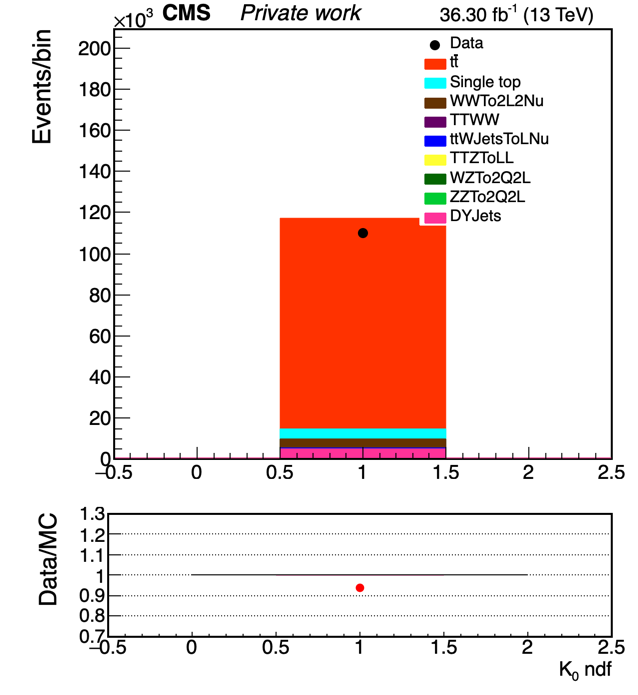 ×10³ CMS Private work 36.30 fb⁻¹ (13 TeV)
Events/bin
200
180
160
140
120
100
80
60
40
20
0
Data
tt̄
Single top
WWTo2L2Nu
TTWW
ttWJetsToLNu
TTZToLL
WZTo2Q2L
ZZTo2Q2L
DYJets
−0.5 0 0.5 1 1.5 2 2.5
Data/MC
1.3
1.2
1.1
1
0.9
0.8
0.7
−0.5 0 0.5 1 1.5 2 2.5
K₀ ndf